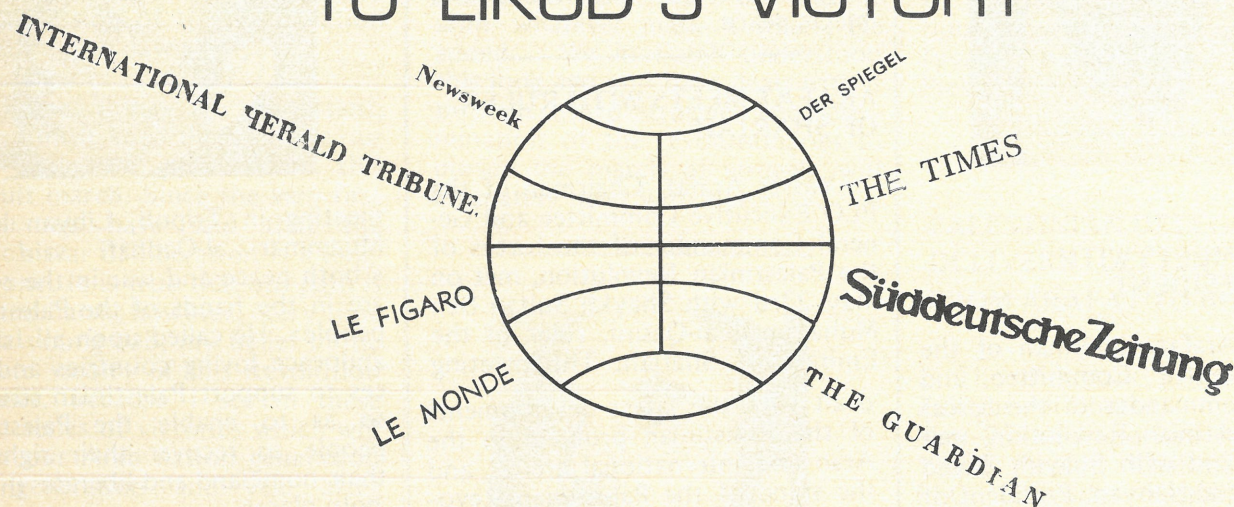 TO LIKUD'S VICTORY
INTERNATIONAL HERALD TRIBUNE.
Newsweek
DER SPIEGEL
THE TIMES
LE FIGARO
Süddeutsche Zeitung
LE MONDE
THE GUARDIAN